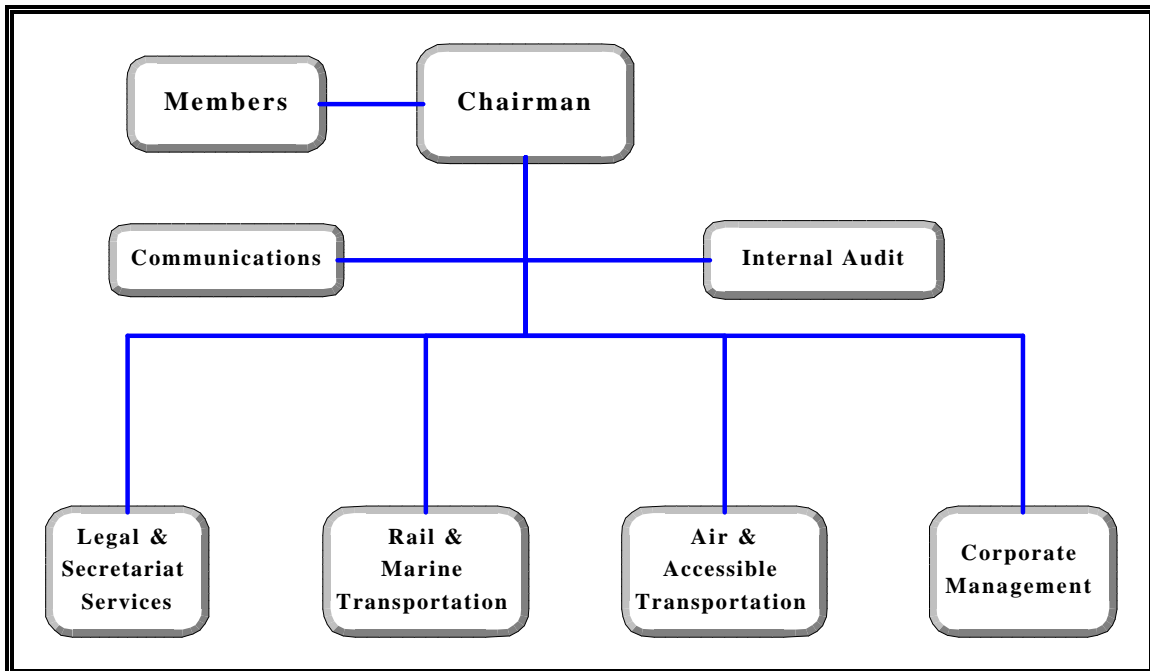 Members
Chairman
Communications
Internal Audit
Legal &
Secretariat
Services
Rail &
Marine
Transportation
Air &
Accessible
Transportation
Corporate
Management